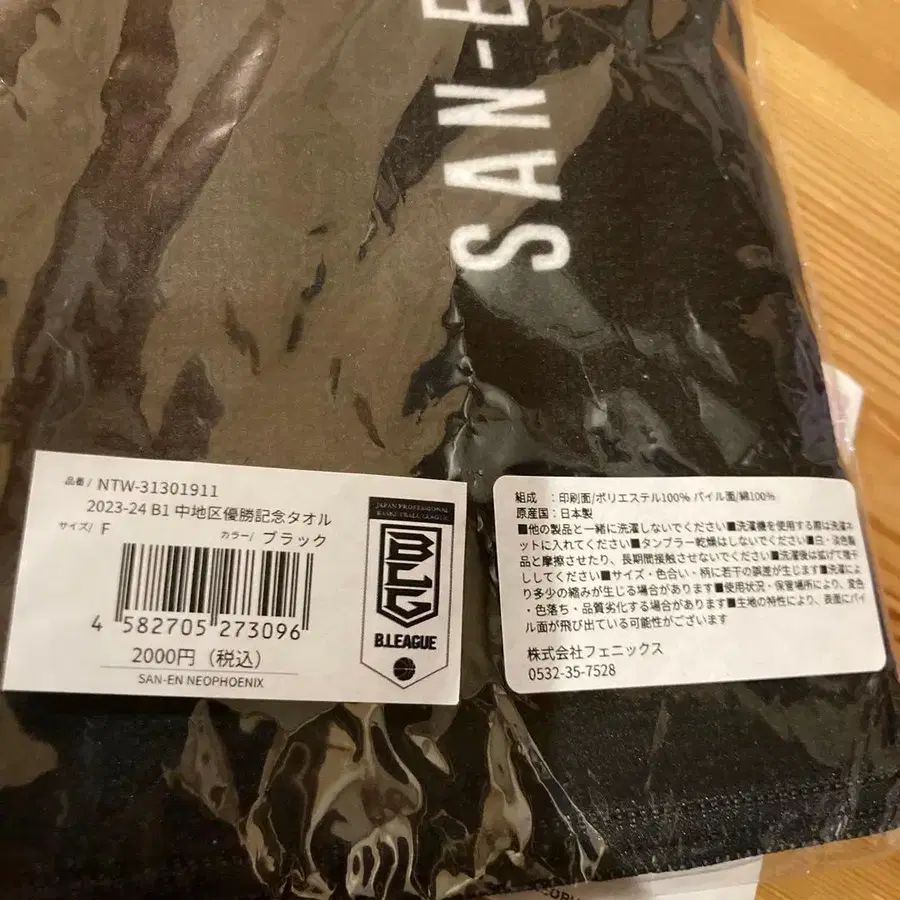 SAN-E
品番/ NTW-31301911
2023-24 B1 中地区優勝記念タオル
サイズ/ F カラー/ ブラック
4 582705 273096
2000円（税込）
SAN-EN NEOPHOENIX
JAPAN PROFESSIONAL
BASKETBALL LEAGUE
B.LEAGUE
組成 ：印刷面/ポリエステル100% パイル面/綿100%
原産国：日本製
■他の製品と一緒に洗濯しないでください■洗濯機を使用する際は洗濯ネ
ットに入れてください■タンブラー乾燥はしないでください■白・淡色製
品と摩擦させたり、長期間接触させないでください■洗濯後は拡げて陰干
ししてください■サイズ・色合い・柄に若干の誤差が生じます■洗濯によ
り多少の縮みが生じる場合があります■使用状況・保管場所により、変色
・色落ち・品質劣化する場合があります■生地の特性により、表面にパイ
ル面が飛び出ている可能性がございます
株式会社フェニックス
0532-35-7528